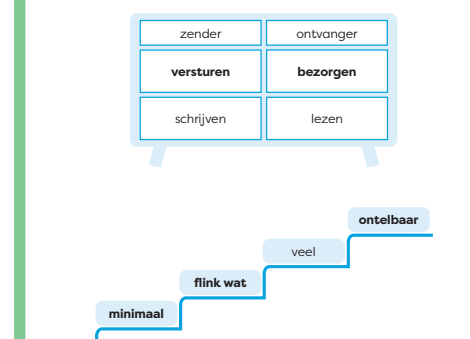 zender ontvanger
versturen bezorgen
schrijven lezen
ontelbaar
veel
flink wat
minimaal